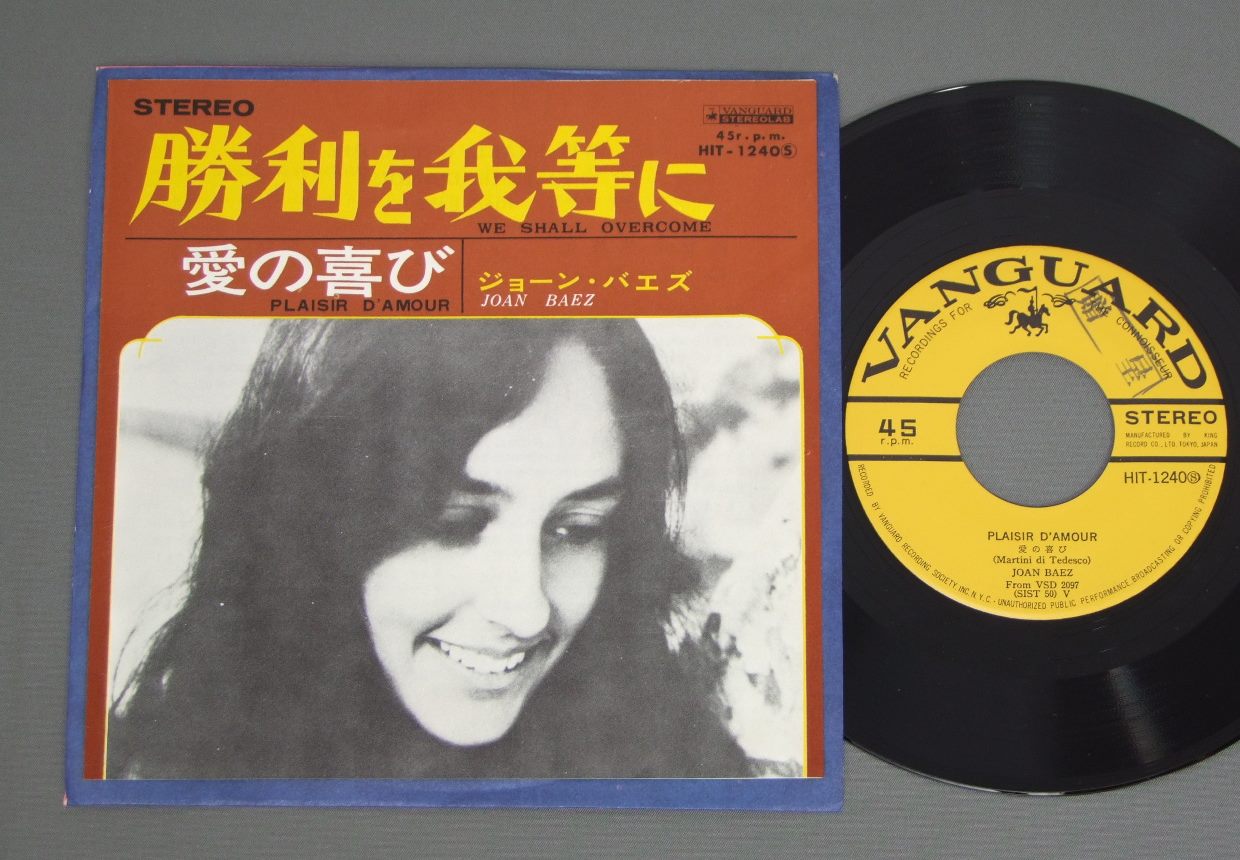 STEREO
VANGUARD
STEREOLAB
45 r.p.m.
HIT-1240Ⓢ
勝利を我等に
WE SHALL OVERCOME
愛の喜び
PLAISIR D'AMOUR
ジョーン・バエズ
JOAN BAEZ
VANGUARD
RECORDINGS FOR THE CONNOISSEUR
45
r.p.m.
STEREO
MANUFACTURED BY KING
RECORD CO., LTD. TOKYO, JAPAN
HIT-1240Ⓢ
PLAISIR D'AMOUR
愛の喜び
(Martini di Tedesco)
JOAN BAEZ
From VSD 2097
(SIST 50) V
RECORDED BY VANGUARD RECORDING SOCIETY INC. N.Y.C. · UNAUTHORIZED PUBLIC PERFORMANCE BROADCASTING OR COPYING PROHIBITED